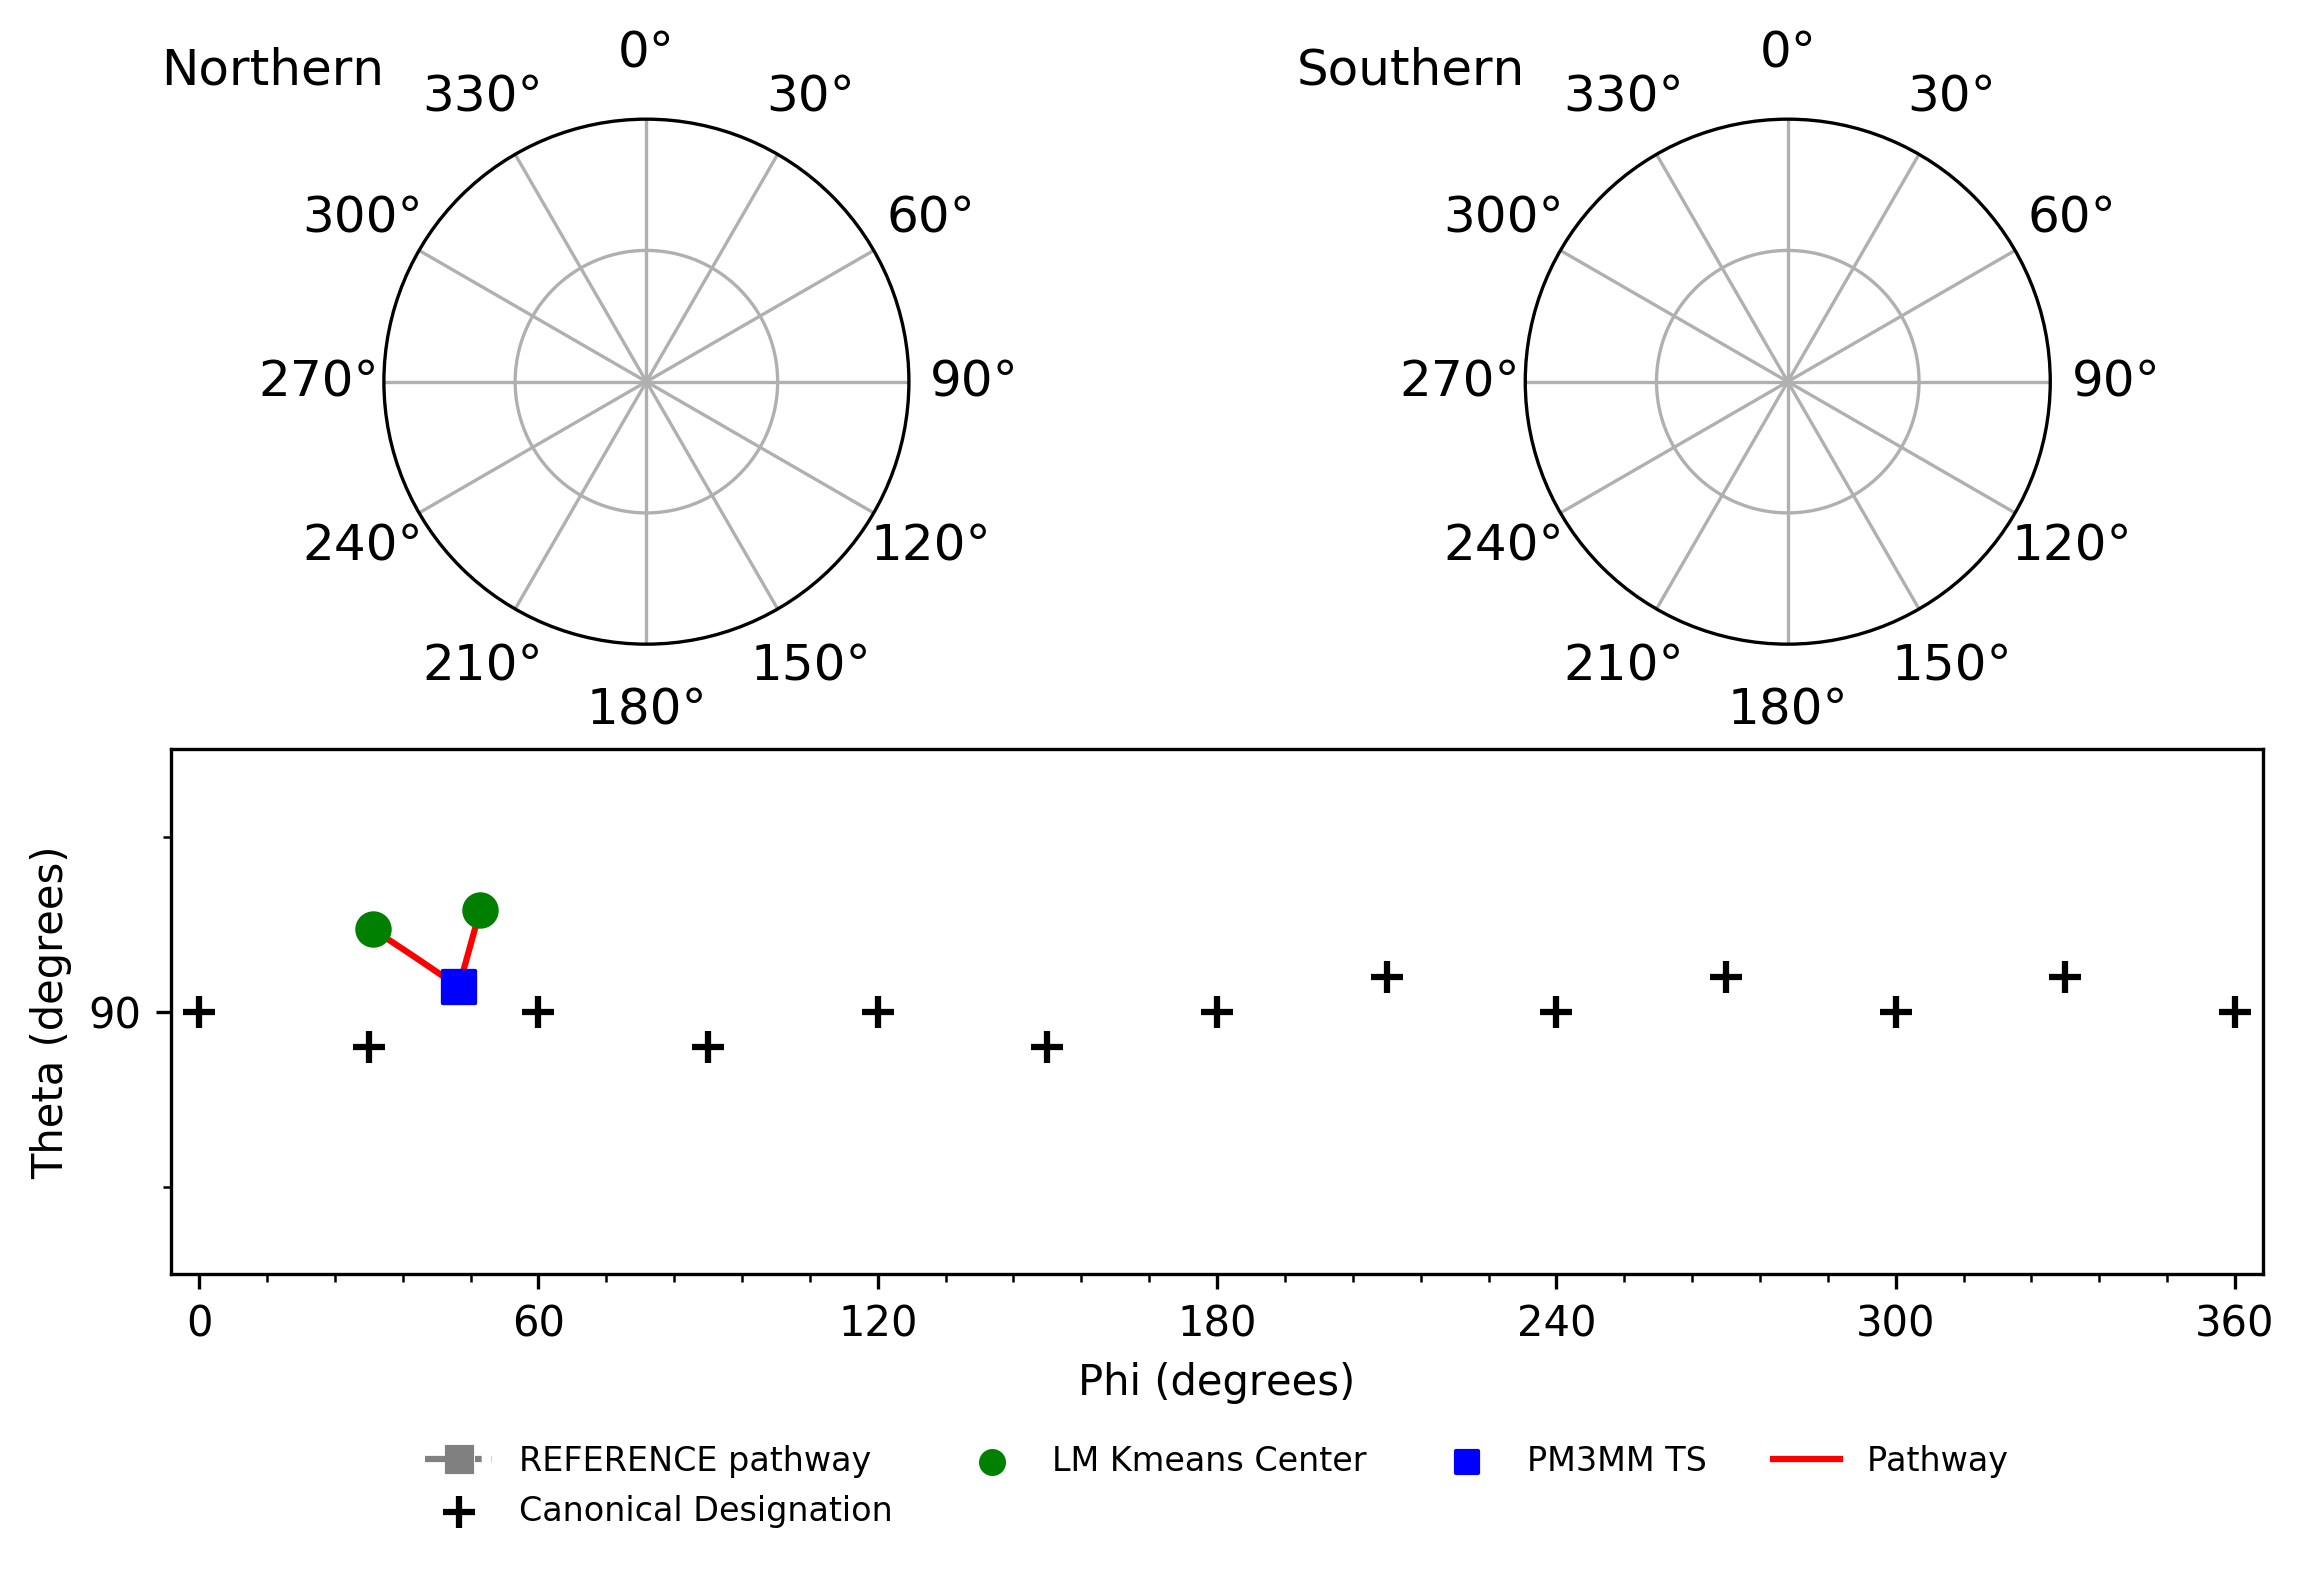 Northern
0°
330°
30°
300°
60°
270°
90°
240°
120°
210°
150°
180°
Southern
0°
330°
30°
300°
60°
270°
90°
240°
120°
210°
150°
180°
Theta (degrees)
90
0 60 120 180 240 300 360
Phi (degrees)
REFERENCE pathway
Canonical Designation
LM Kmeans Center
PM3MM TS
Pathway